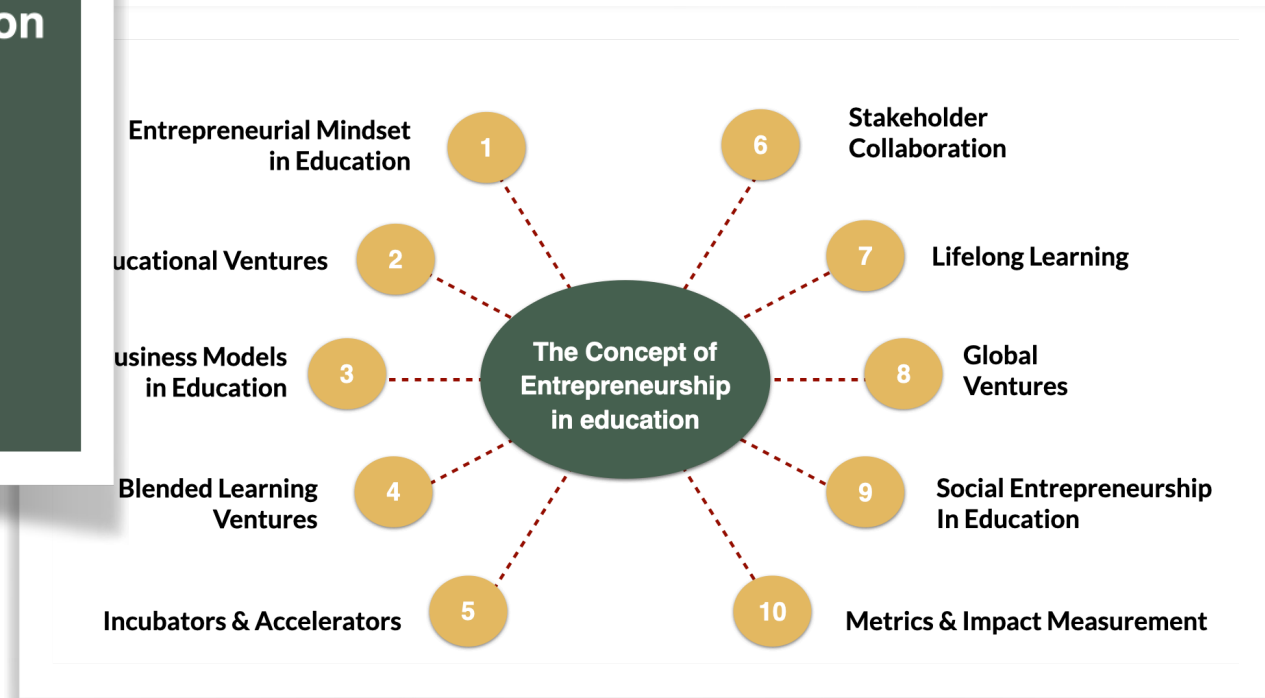 on
Entrepreneurial Mindset
in Education
1
ucational Ventures
2
usiness Models
in Education
3
Blended Learning
Ventures
4
Incubators & Accelerators
5
The Concept of
Entrepreneurship
in education
6
Stakeholder
Collaboration
7
Lifelong Learning
8
Global
Ventures
9
Social Entrepreneurship
In Education
10
Metrics & Impact Measurement